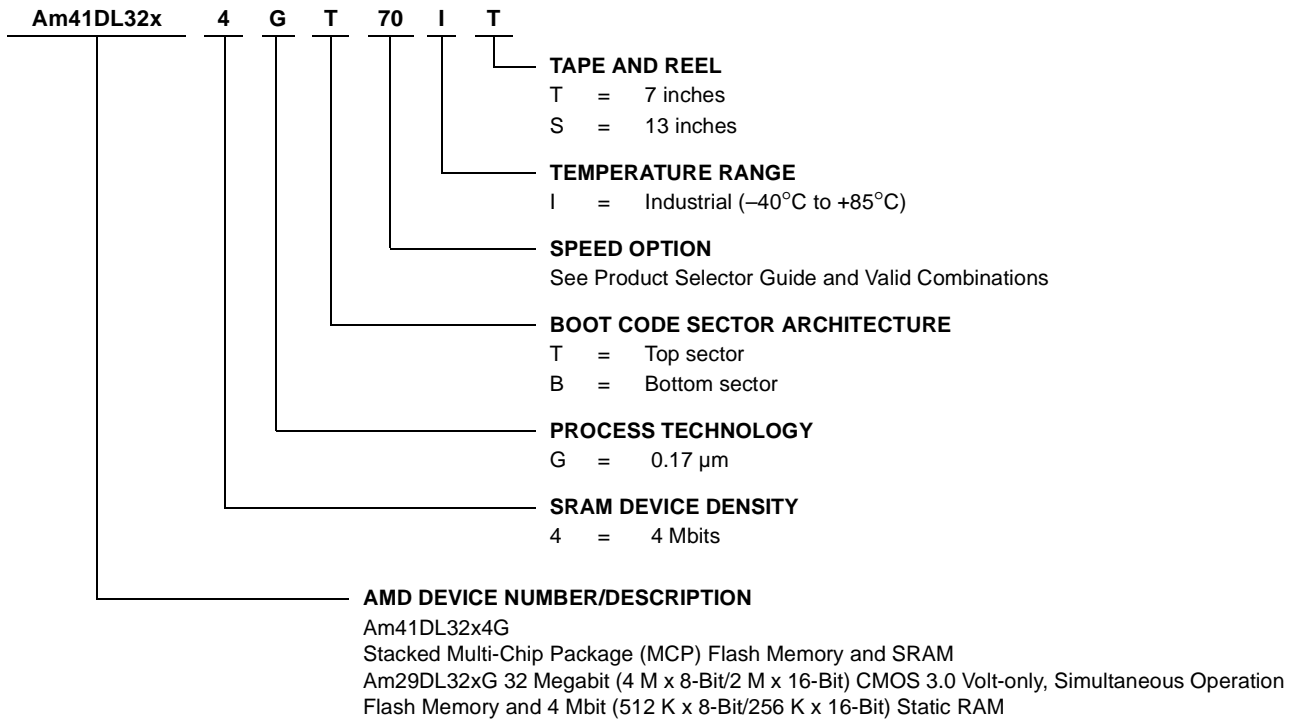 Am41DL32x 4 G T 70 I T
TAPE AND REEL
T = 7 inches
S = 13 inches
TEMPERATURE RANGE
I = Industrial (–40°C to +85°C)
SPEED OPTION
See Product Selector Guide and Valid Combinations
BOOT CODE SECTOR ARCHITECTURE
T = Top sector
B = Bottom sector
PROCESS TECHNOLOGY
G = 0.17 µm
SRAM DEVICE DENSITY
4 = 4 Mbits
AMD DEVICE NUMBER/DESCRIPTION
Am41DL32x4G
Stacked Multi-Chip Package (MCP) Flash Memory and SRAM
Am29DL32xG 32 Megabit (4 M x 8-Bit/2 M x 16-Bit) CMOS 3.0 Volt-only, Simultaneous Operation
Flash Memory and 4 Mbit (512 K x 8-Bit/256 K x 16-Bit) Static RAM